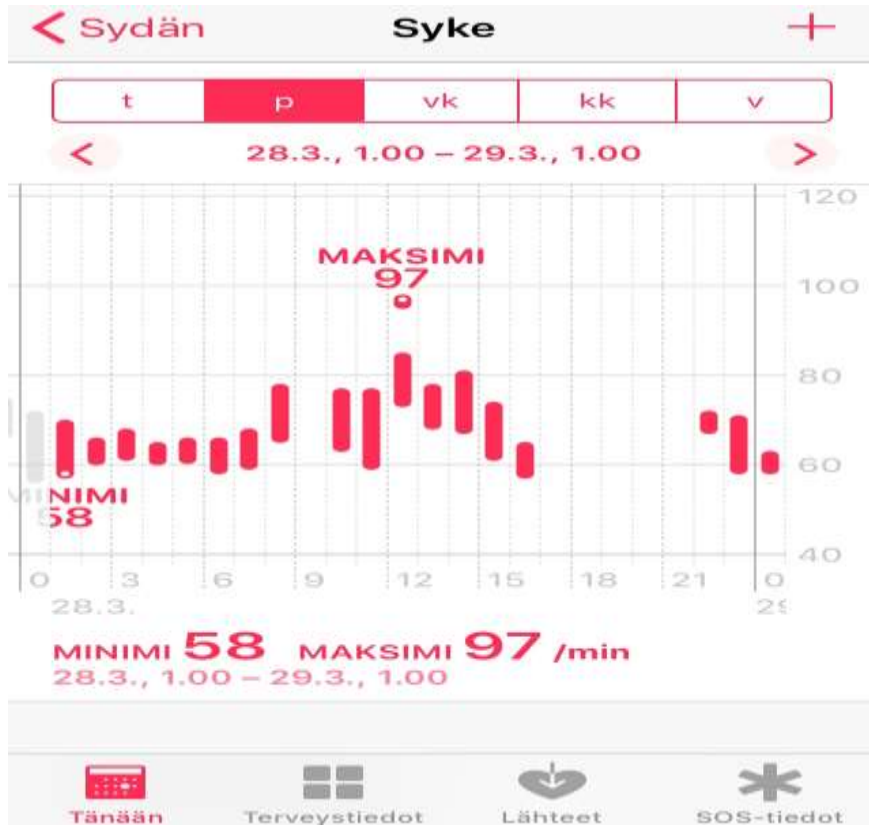 Sydän
Syke
t
p
vk
kk
v
28.3., 1.00 – 29.3., 1.00
120
MAKSIMI
97
100
80
60
MINIMI
58
40
0
3
6
9
12
15
18
21
0
28.3.
29
MINIMI 58 MAKSIMI 97 /min
28.3., 1.00 – 29.3., 1.00
Tänään
Terveystiedot
Lähteet
SOS-tiedot